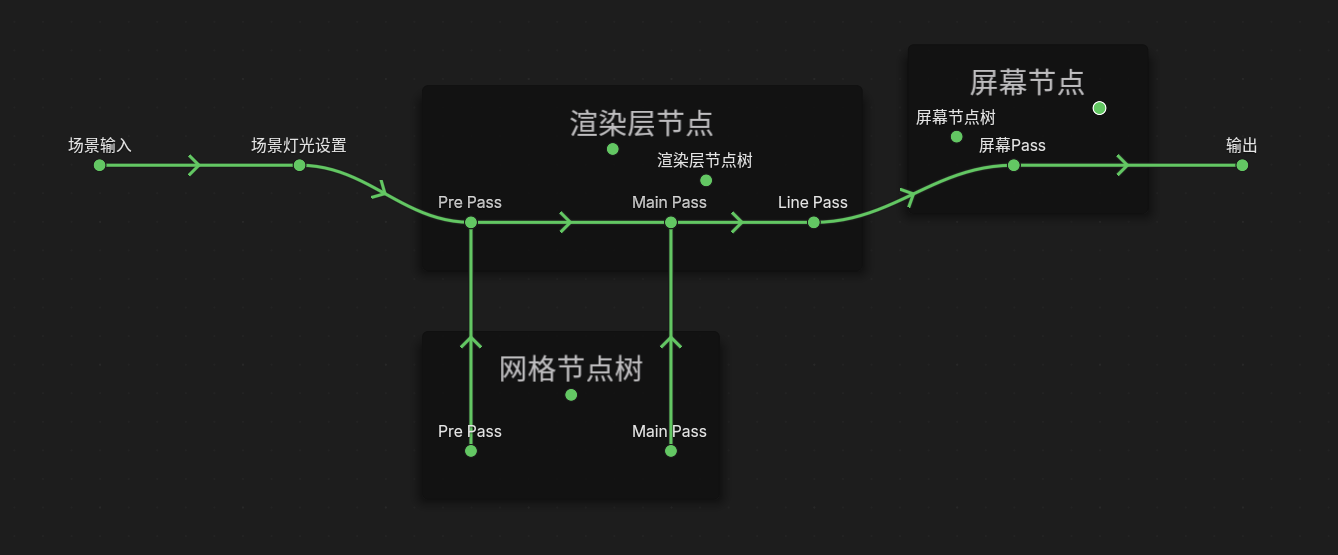 场景输入
场景灯光设置
渲染层节点
渲染层节点树
Pre Pass
Main Pass
Line Pass
屏幕节点
屏幕节点树
屏幕Pass
输出
网格节点树
Pre Pass
Main Pass